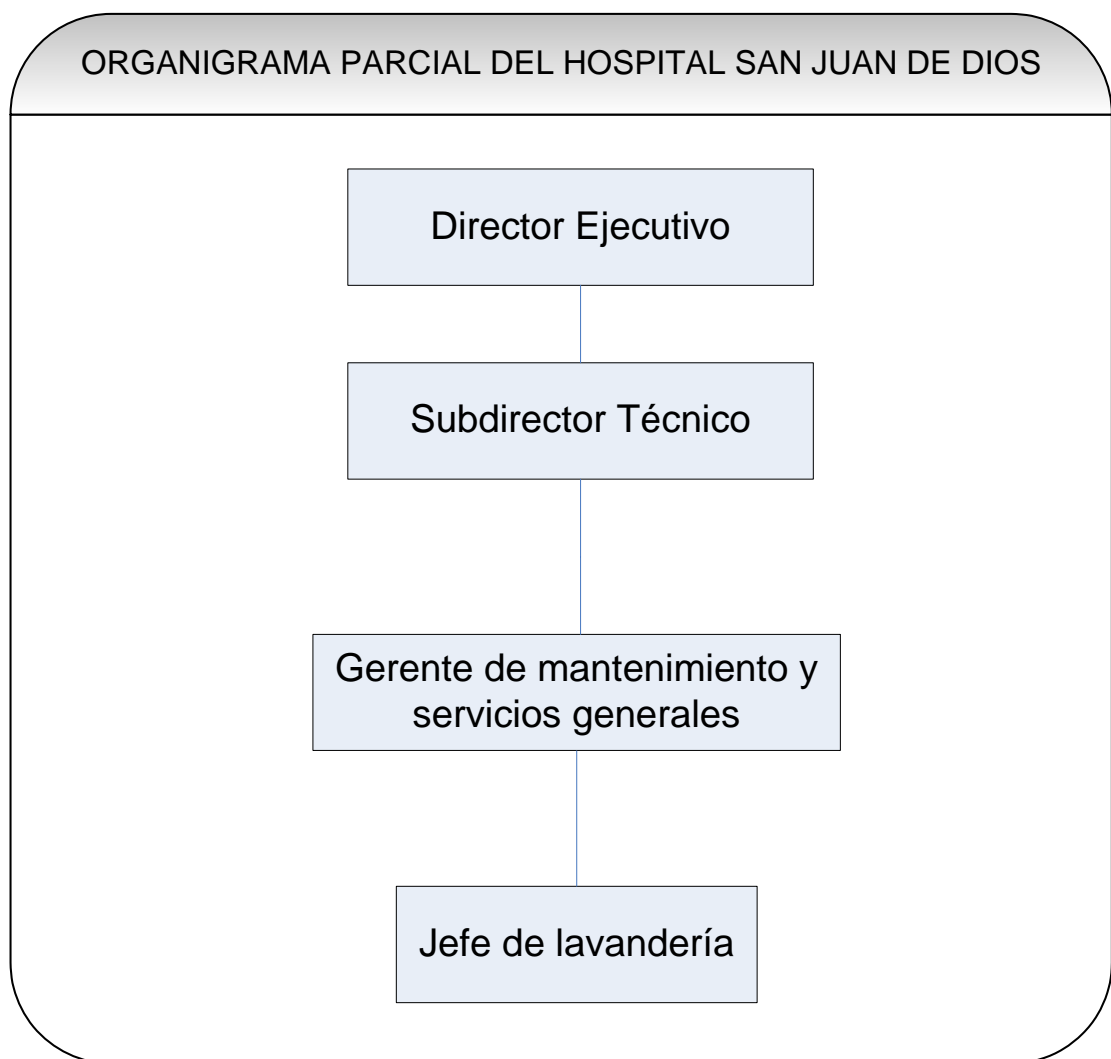 ORGANIGRAMA PARCIAL DEL HOSPITAL SAN JUAN DE DIOS
Director Ejecutivo
Subdirector Técnico
Gerente de mantenimiento y
servicios generales
Jefe de lavandería